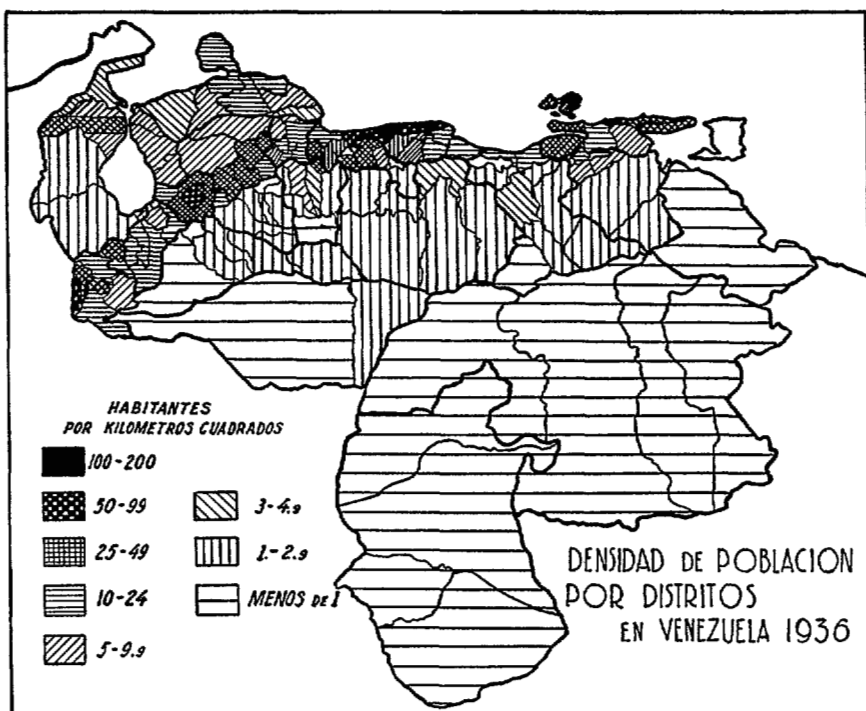 HABITANTES
POR KILOMETROS CUADRADOS
100-200
50-99
25-49
10-24
5-9.9
3-4.9
1.-2.9
MENOS DE 1
DENSIDAD DE POBLACION
POR DISTRITOS
EN VENEZUELA 1936